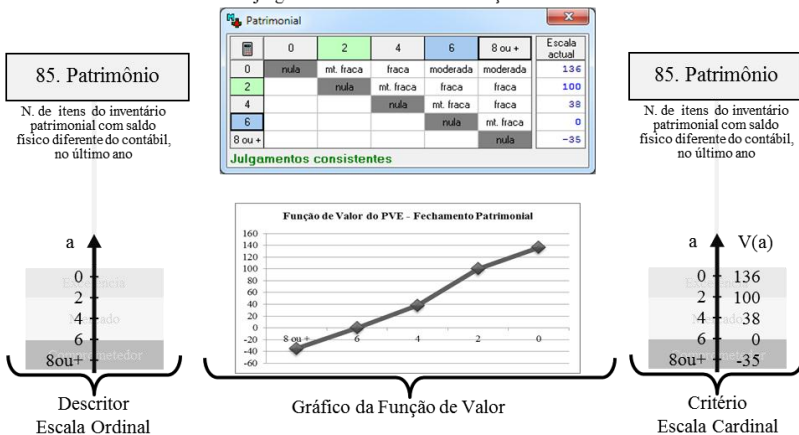 Patrimonial
0 2 4 6 8 ou + Escala actual
0 nula mt. fraca fraca moderada moderada 136
2 nula mt. fraca fraca fraca 100
4 nula mt. fraca fraca 38
6 nula mt. fraca 0
8 ou + nula -35
Julgamentos consistentes
85. Patrimônio
N. de itens do inventário
patrimonial com saldo
físico diferente do contábil,
no último ano
a
0
2
4
6
8ou+
Descritor
Escala Ordinal
Função de Valor do PVE - Fechamento Patrimonial
160
140
120
100
80
60
40
20
0
-20
-40
-60
8 ou + 6 4 2 0
Gráfico da Função de Valor
85. Patrimônio
N. de itens do inventário
patrimonial com saldo
físico diferente do contábil,
no último ano
a V(a)
0 136
2 100
4 38
6 0
8ou+ -35
Critério
Escala Cardinal